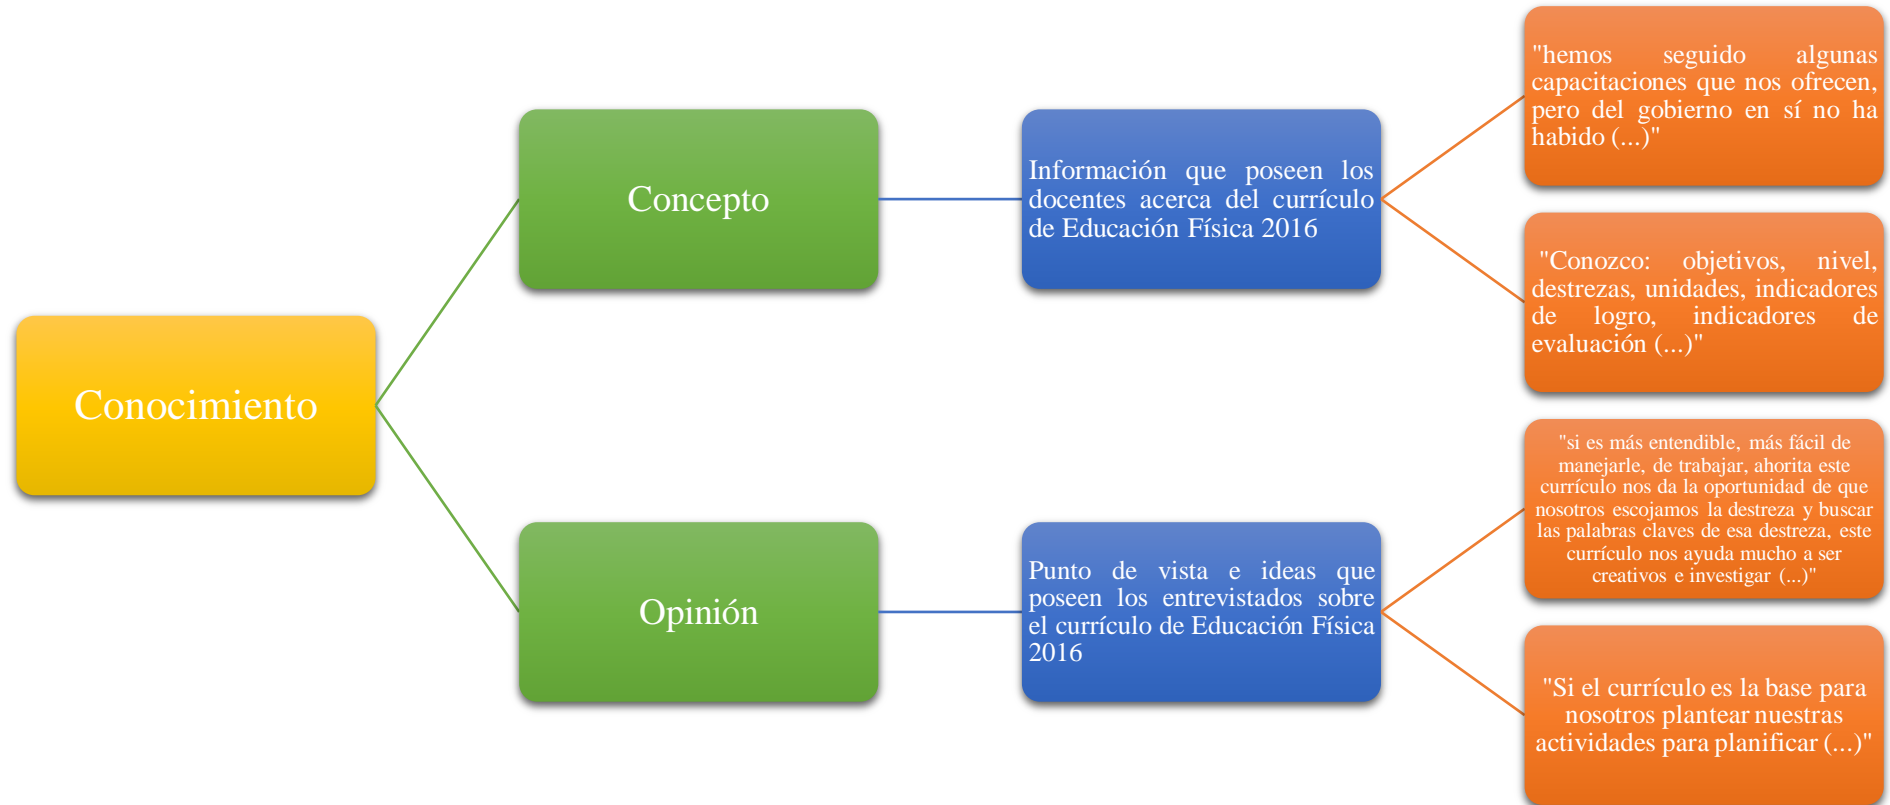 Conocimiento
Concepto
Opinión
Información que poseen los
docentes acerca del currículo
de Educación Física 2016
Punto de vista e ideas que
poseen los entrevistados sobre
el currículo de Educación Física
2016
"hemos seguido algunas
capacitaciones que nos ofrecen,
pero del gobierno en sí no ha
habido (...)"
"Conozco: objetivos, nivel,
destrezas, unidades, indicadores
de logro, indicadores de
evaluación (...)"
"si es más entendible, más fácil de
manejarle, de trabajar, ahorita este
currículo nos da la oportunidad de que
nosotros escojamos la destreza y buscar
las palabras claves de esa destreza, este
currículo nos ayuda mucho a ser
creativos e investigar (...)"
"Si el currículo es la base para
nosotros plantear nuestras
actividades para planificar (...)"